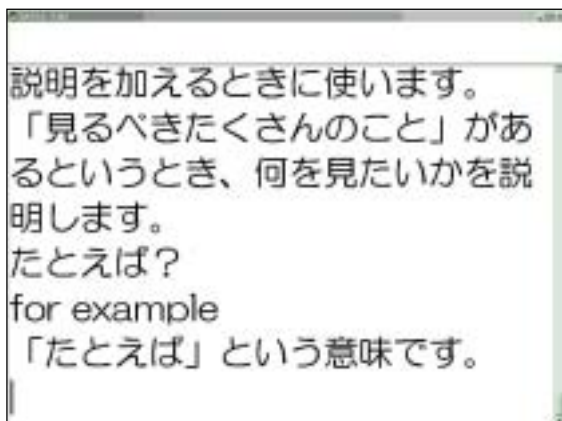 説明を加えるときに使います。
「見るべきたくさんのこと」があ
るというとき、何を見たいかを説
明します。
たとえば？
for example
「たとえば」という意味です。